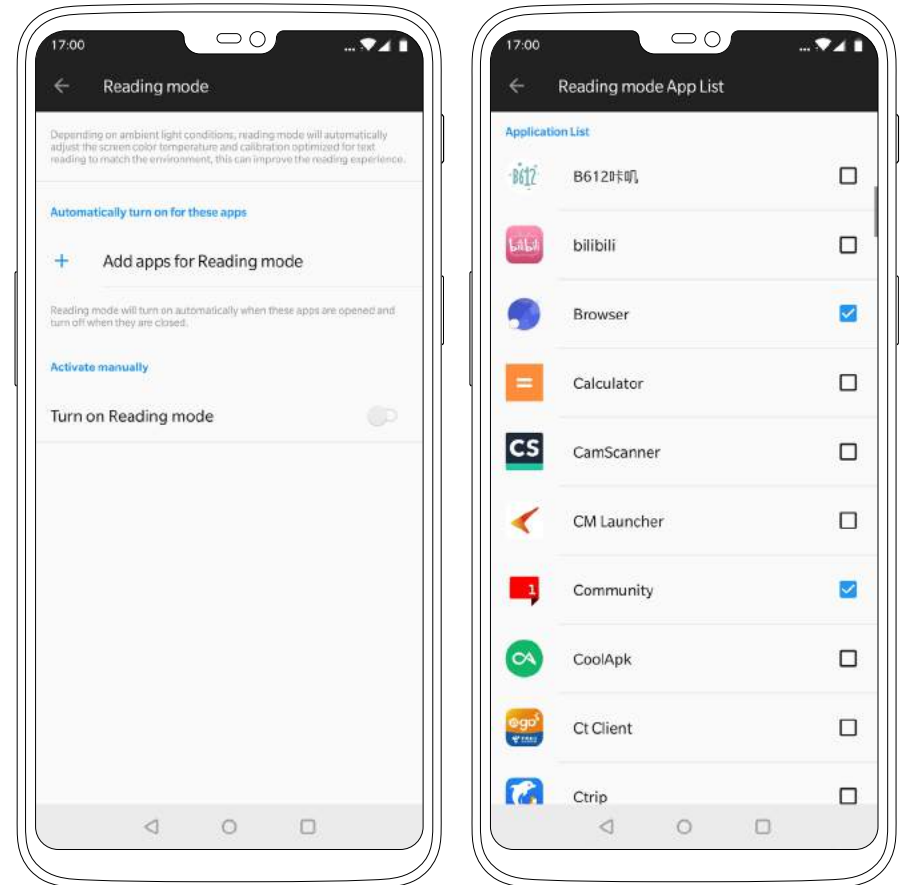 17:00
...
Reading mode
Depending on ambient light conditions, reading mode will automatically
adjust the screen color temperature and calibration optimized for text
reading to match the environment, this can improve the reading experience.
Automatically turn on for these apps
+ Add apps for Reading mode
Reading mode will turn on automatically when these apps are opened and
turn off when they are closed.
Activate manually
Turn on Reading mode
17:00
...
Reading mode App List
Application List
B612 B612咔叽
bilibili bilibili
Browser
= Calculator
CS CamScanner
CM Launcher
1 Community
CoolApk
Ct Client
Ctrip